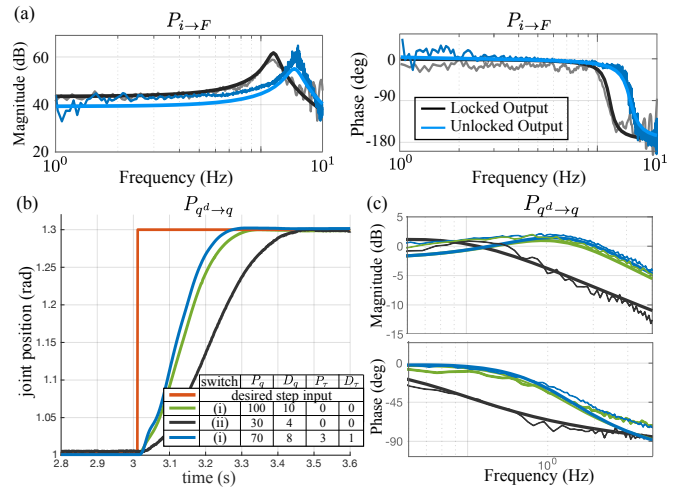 (a)
P_{i→F}
Magnitude (dB)
60
40
20
10^0
10^1
Frequency (Hz)
P_{i→F}
Phase (deg)
0
-90
-180
Locked Output
Unlocked Output
10^0
10^1
Frequency (Hz)
(b)
P_{q^d→q}
joint position (rad)
1.3
1.25
1.2
1.15
1.1
1.05
1
switch P_q D_q P_τ D_τ
desired step input
(i) 100 10 0 0
(ii) 30 4 0 0
(i) 70 8 3 1
2.8 2.9 3 3.1 3.2 3.3 3.4 3.5 3.6
time (s)
(c)
P_{q^d→q}
Magnitude (dB)
5
0
-5
-10
-15
Phase (deg)
0
-45
-90
10^0
Frequency (Hz)